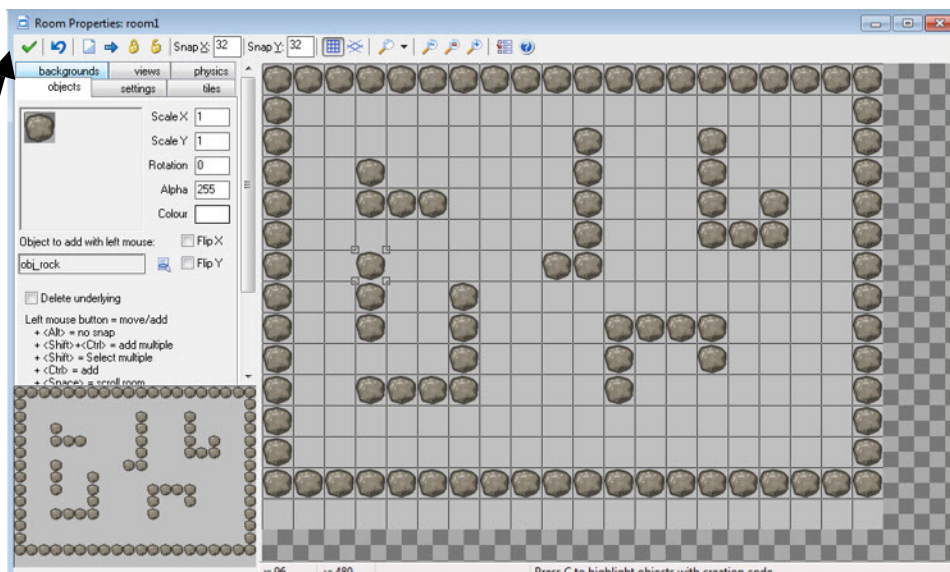 Room Properties: room1
Snap X: 32 Snap Y: 32
backgrounds views physics
objects settings tiles
Scale X 1
Scale Y 1
Rotation 0
Alpha 255
Colour
Object to add with left mouse: Flip X
obj_rock Flip Y
Delete underlying
Left mouse button = move/add
+ <Alt> = no snap
+ <Shift>+<Ctrl> = add multiple
+ <Shift> = Select multiple
+ <Ctrl> = add
+ <Space> = scroll room
x: 96 y: 480 Press C to highlight objects with creation code